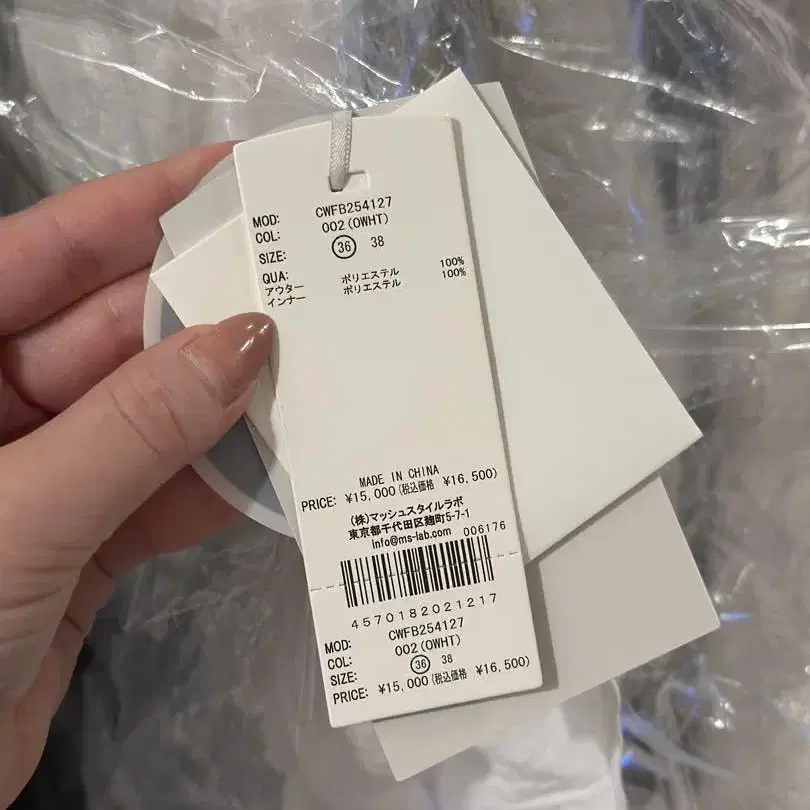 MOD: CWFB254127
COL: 002(OWHT)
SIZE: 36 38
QUA:
アウター ポリエステル 100%
インナー ポリエステル 100%
MADE IN CHINA
PRICE: ¥15,000(税込価格 ¥16,500)
(株)マッシュスタイルラボ
東京都千代田区麹町5-7-1
info@ms-lab.com 006176
4570182021217
MOD: CWFB254127
COL: 002(OWHT)
SIZE: 36 38
PRICE: ¥15,000(税込価格 ¥16,500)